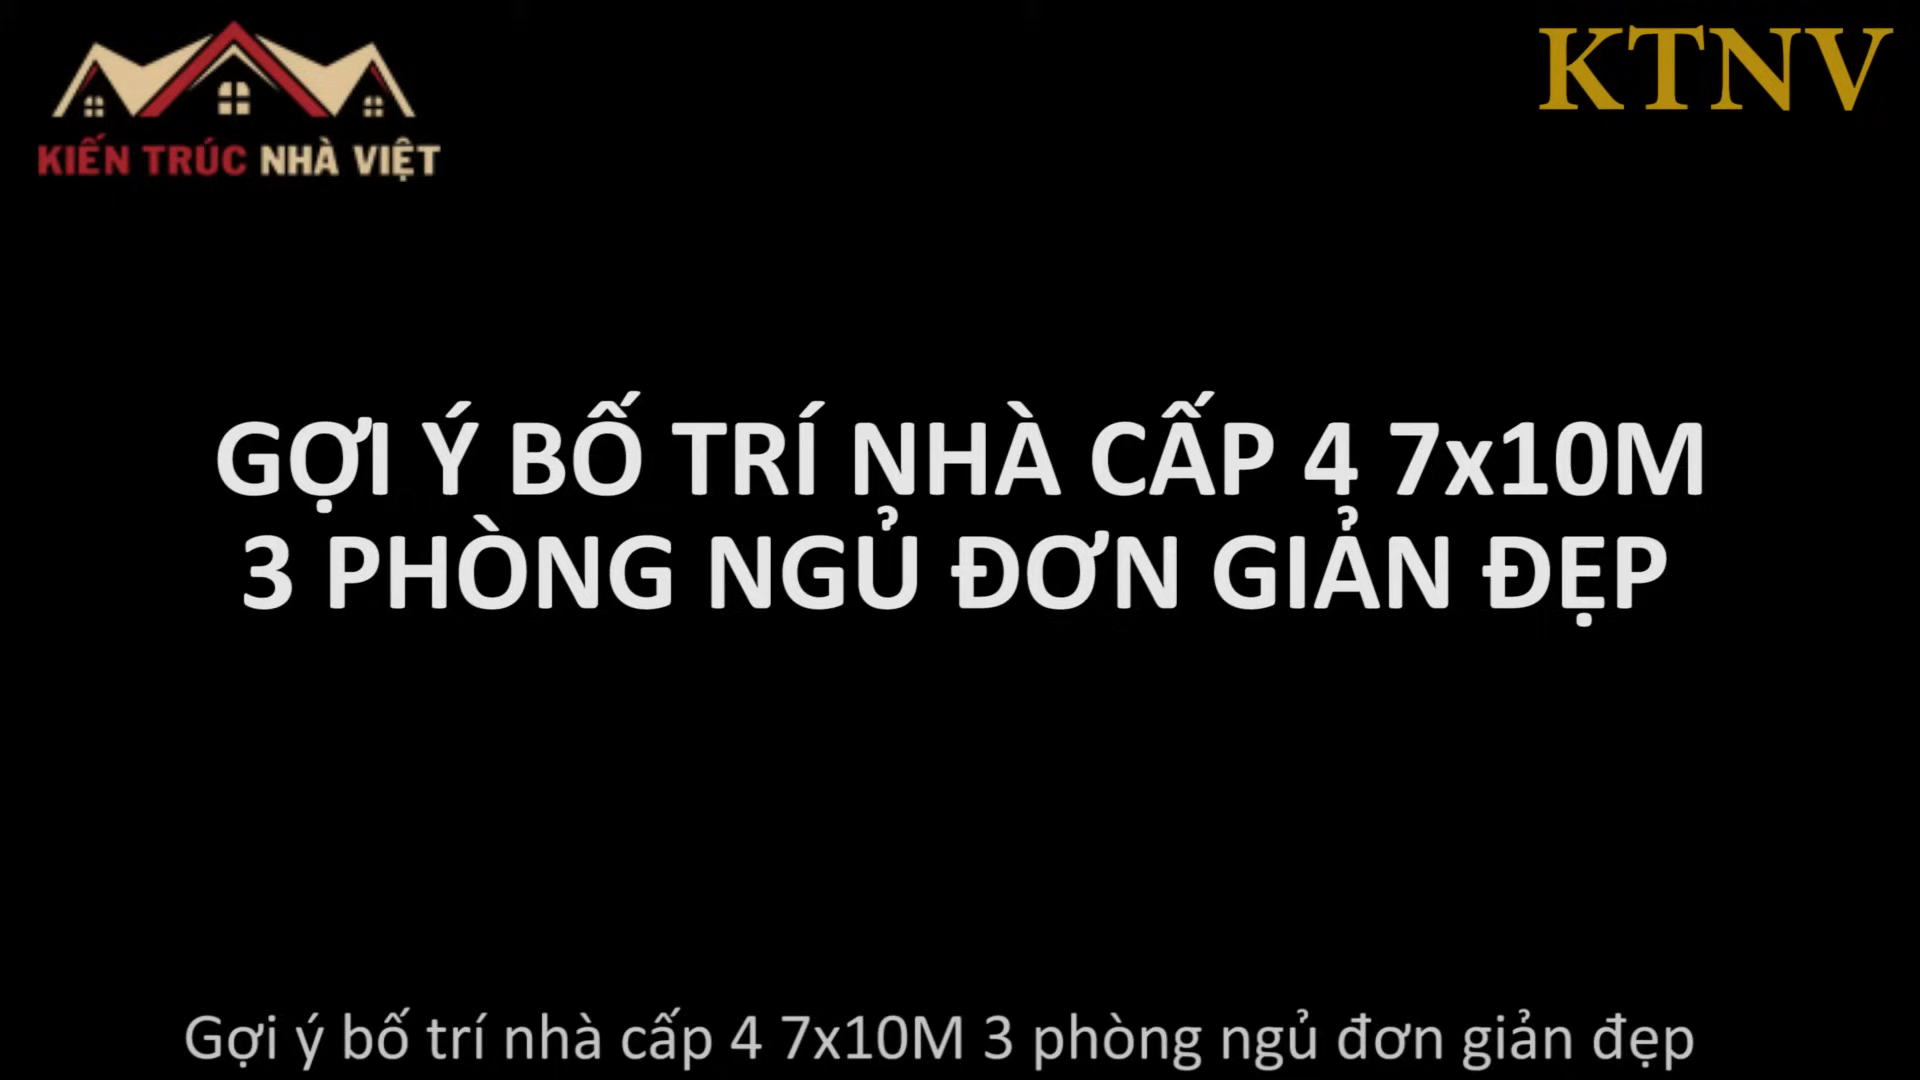 KIẾN TRÚC NHÀ VIỆT
KTNV
GỢI Ý BỐ TRÍ NHÀ CẤP 4 7x10M
3 PHÒNG NGỦ ĐƠN GIẢN ĐẸP
Gợi ý bố trí nhà cấp 4 7x10M 3 phòng ngủ đơn giản đẹp